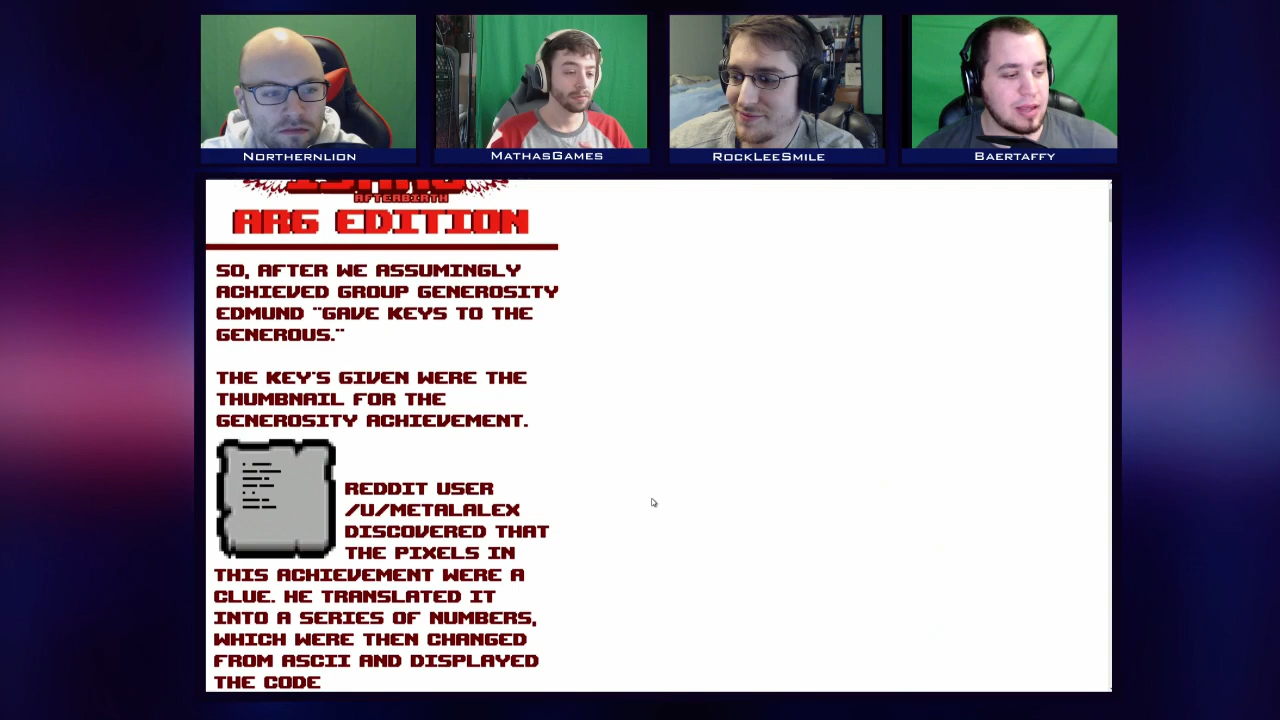 NORTHERNLION
MATHASGAMES
ROCKLEESMILE
BAERTAFFY
AFTERBIRTH
ARG EDITION
SO, AFTER WE ASSUMINGLY
ACHIEVED GROUP GENEROSITY
EDMUND "GAVE KEYS TO THE
GENEROUS."
THE KEY'S GIVEN WERE THE
THUMBNAIL FOR THE
GENEROSITY ACHIEVEMENT.
REDDIT USER
/U/METALALEX
DISCOVERED THAT
THE PIXELS IN
THIS ACHIEVEMENT WERE A
CLUE. HE TRANSLATED IT
INTO A SERIES OF NUMBERS,
WHICH WERE THEN CHANGED
FROM ASCII AND DISPLAYED
THE CODE